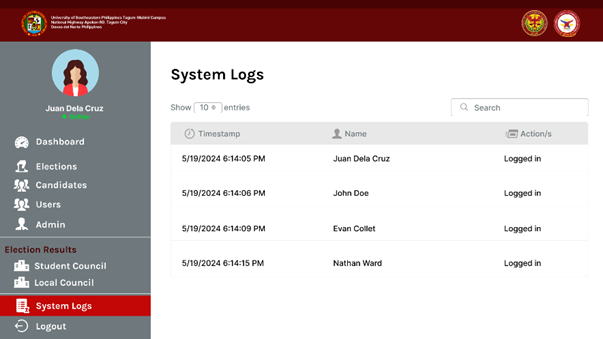 University of Southeastern Philippines Tagum-Mabini Campus
National Highway Apokon RD. Tagum City
Davao del Norte Philippines
Juan Dela Cruz
Dashboard
Elections
Candidates
Users
Admin
Election Results
Student Council
Local Council
System Logs
Logout
System Logs
Show 10 entries
Search
Timestamp Name Action/s
5/19/2024 6:14:05 PM Juan Dela Cruz Logged in
5/19/2024 6:14:06 PM John Doe Logged in
5/19/2024 6:14:09 PM Evan Collet Logged in
5/19/2024 6:14:15 PM Nathan Ward Logged in